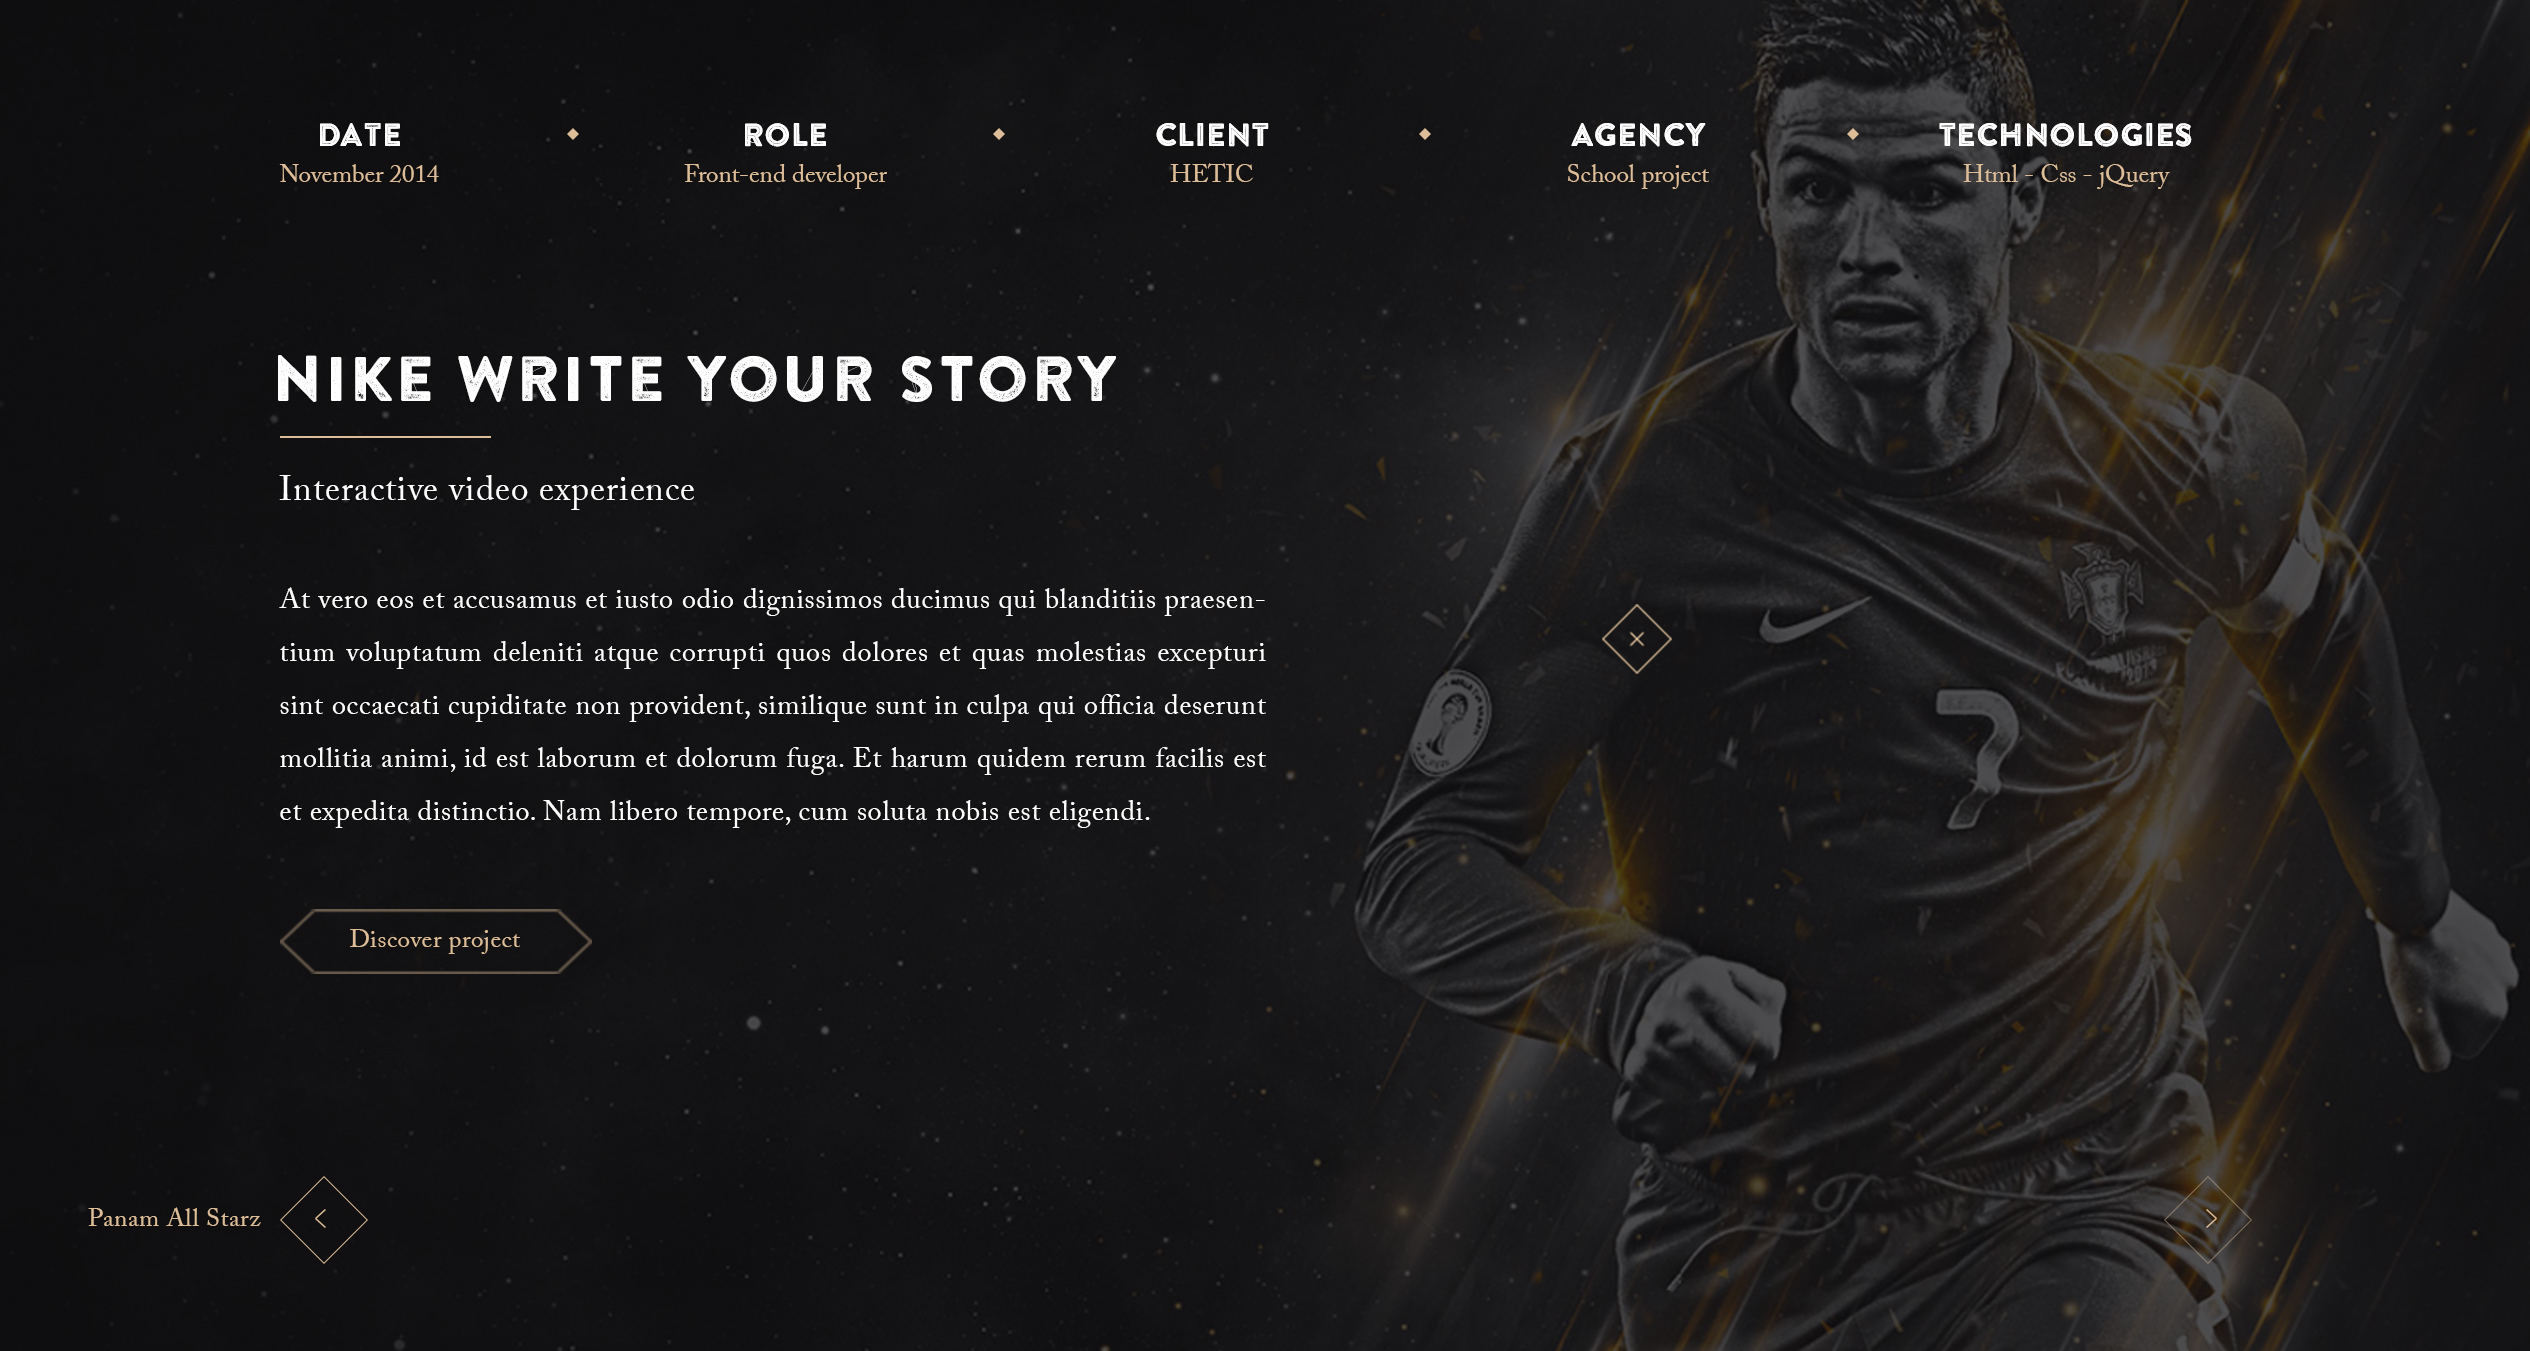 DATE
November 2014
ROLE
Front-end developer
CLIENT
HETIC
AGENCY
School project
TECHNOLOGIES
Html - Css - jQuery
NIKE WRITE YOUR STORY
Interactive video experience
At vero eos et accusamus et iusto odio dignissimos ducimus qui blanditiis praesen-
tium voluptatum deleniti atque corrupti quos dolores et quas molestias excepturi
sint occaecati cupiditate non provident, similique sunt in culpa qui officia deserunt
mollitia animi, id est laborum et dolorum fuga. Et harum quidem rerum facilis est
et expedita distinctio. Nam libero tempore, cum soluta nobis est eligendi.
7
Discover project
Panam All Starz